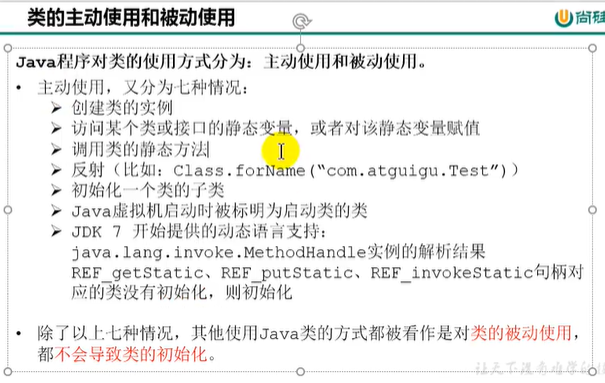 类的主动使用和被动使用
尚硅
Java程序对类的使用方式分为：主动使用和被动使用。
• 主动使用，又分为七种情况：
➢ 创建类的实例
➢ 访问某个类或接口的静态变量，或者对该静态变量赋值
➢ 调用类的静态方法
➢ 反射（比如：Class.forName(“com.atguigu.Test”)）
➢ 初始化一个类的子类
➢ Java虚拟机启动时被标明为启动类的类
➢ JDK 7 开始提供的动态语言支持：
java.lang.invoke.MethodHandle实例的解析结果
REF_getStatic、REF_putStatic、REF_invokeStatic句柄对
应的类没有初始化，则初始化
• 除了以上七种情况，其他使用Java类的方式都被看作是对类的被动使用，
都不会导致类的初始化。
让天下没有难学的技